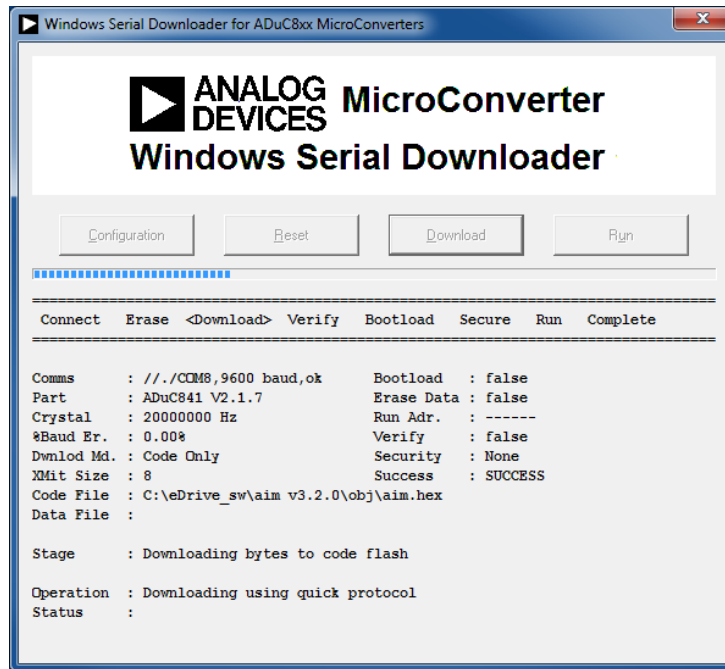 Windows Serial Downloader for ADuC8xx MicroConverters
x
ANALOG DEVICES MicroConverter
Windows Serial Downloader
Configuration Reset Download Run
==========================================================================
Connect Erase <Download> Verify Bootload Secure Run Complete
==========================================================================
Comms : //./COM8,9600 baud,ok Bootload : false
Part : ADuC841 V2.1.7 Erase Data : false
Crystal : 20000000 Hz Run Adr. : ------
%Baud Er. : 0.00% Verify : false
Dwnlod Md. : Code Only Security : None
XMit Size : 8 Success : SUCCESS
Code File : C:\eDrive_sw\aim v3.2.0\obj\aim.hex
Data File :
Stage : Downloading bytes to code flash
Operation : Downloading using quick protocol
Status :